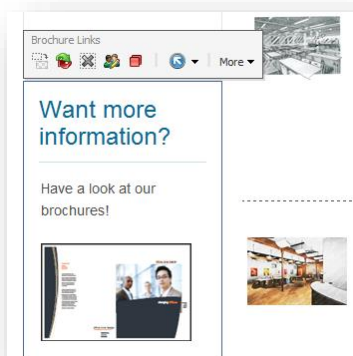 Brochure Links
More
Want more
information?
Have a look at our
brochures!